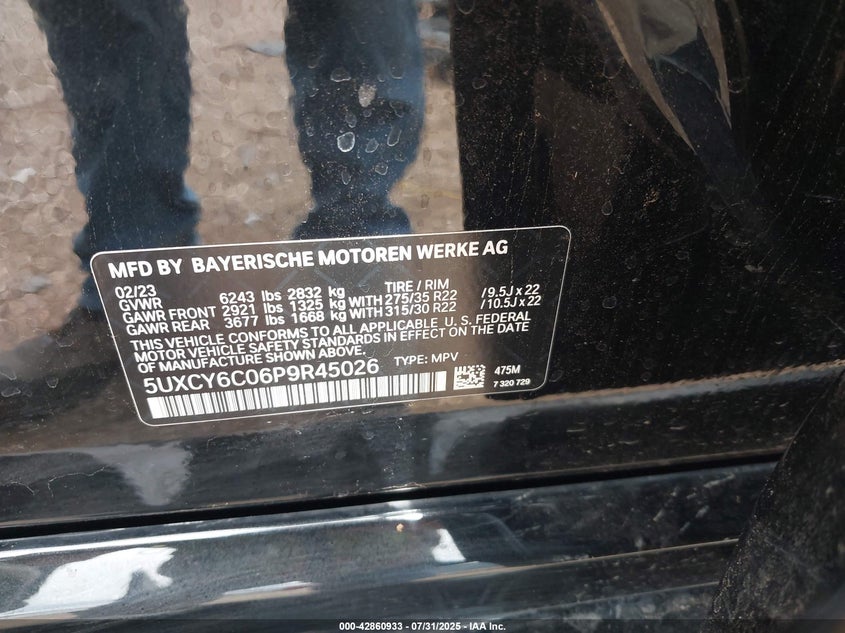 MFD BY BAYERISCHE MOTOREN WERKE AG
02/23 TIRE / RIM
GVWR 6243 lbs 2832 kg
GAWR FRONT 2921 lbs 1325 kg WITH 275/35 R22 / 9.5J x 22
GAWR REAR 3677 lbs 1668 kg WITH 315/30 R22 / 10.5J x 22
THIS VEHICLE CONFORMS TO ALL APPLICABLE U. S. FEDERAL
MOTOR VEHICLE SAFETY STANDARDS IN EFFECT ON THE DATE
OF MANUFACTURE SHOWN ABOVE.
5UXCY6C06P9R45026 TYPE: MPV
475M
7 320 729
000-42860933 - 07/31/2025 - IAA Inc.